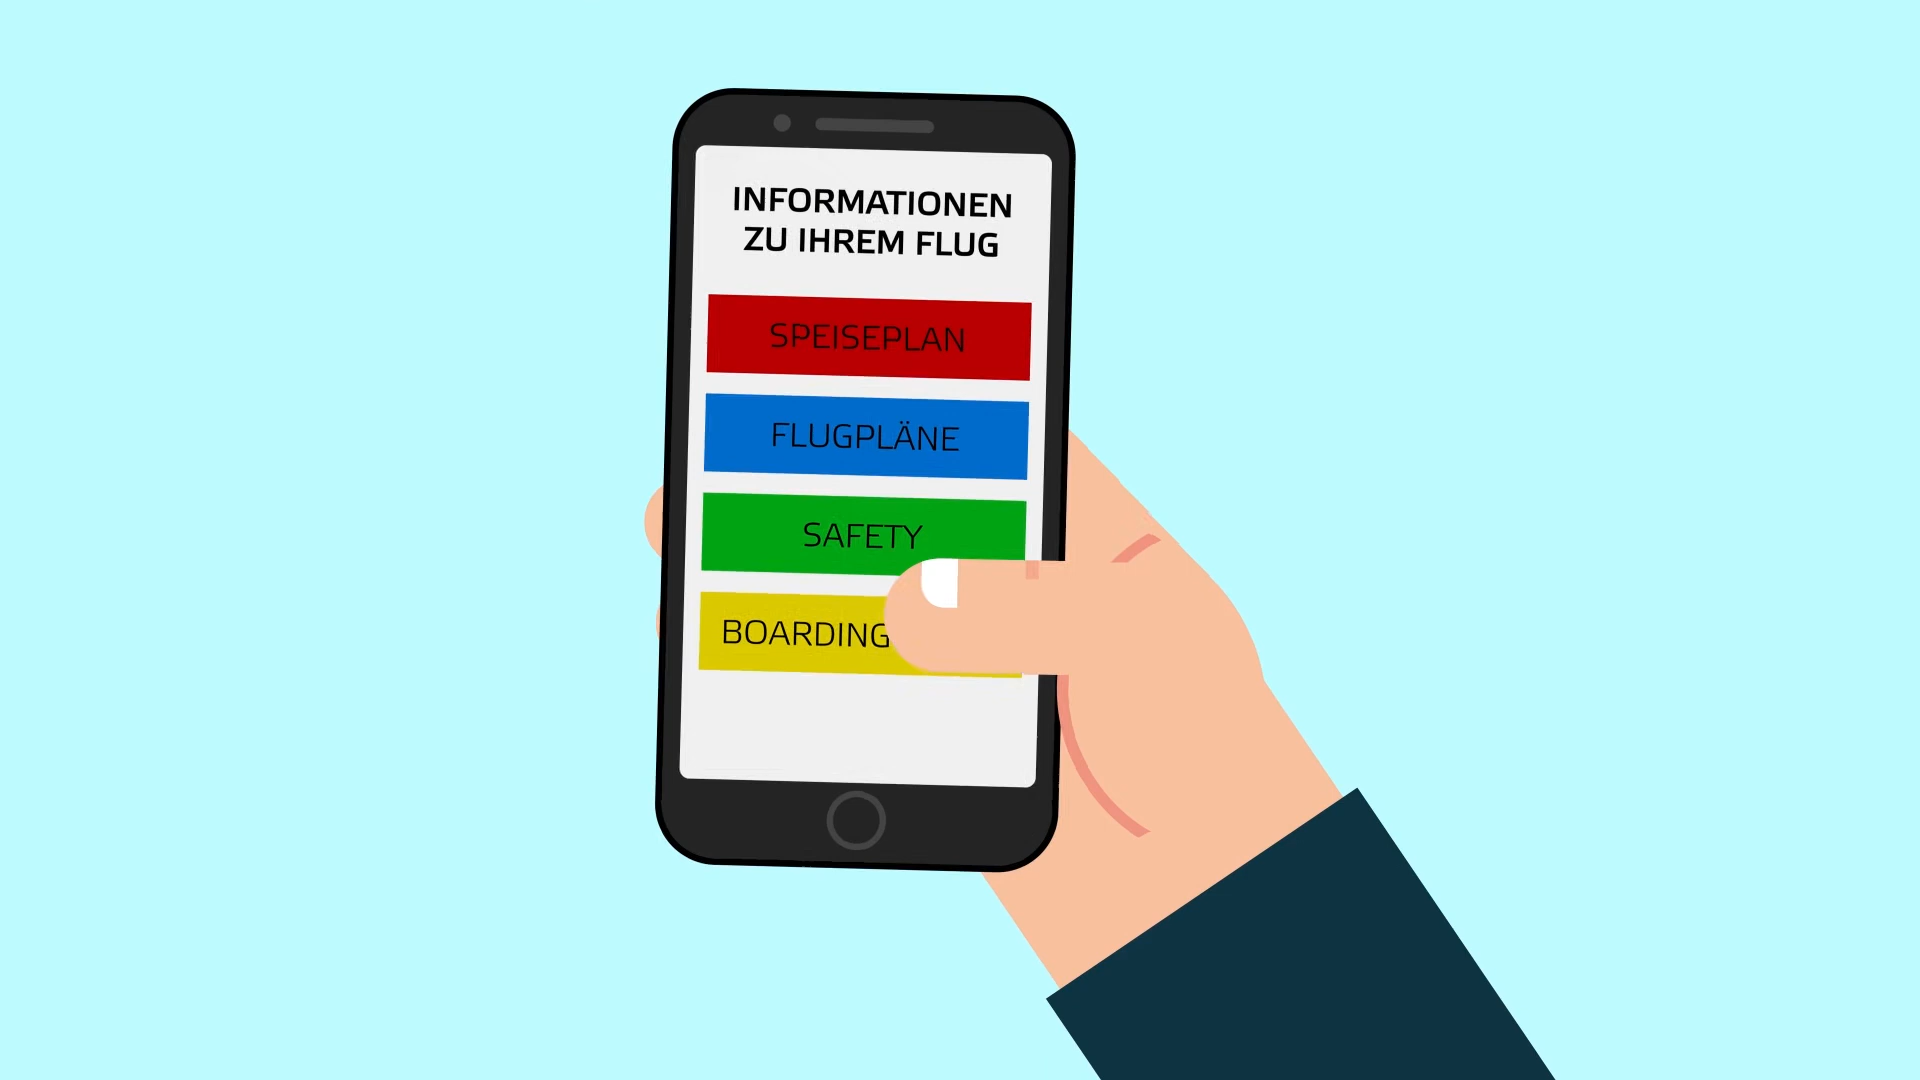 INFORMATIONEN
ZU IHREM FLUG
SPEISEPLAN
FLUGPLÄNE
SAFETY
BOARDING